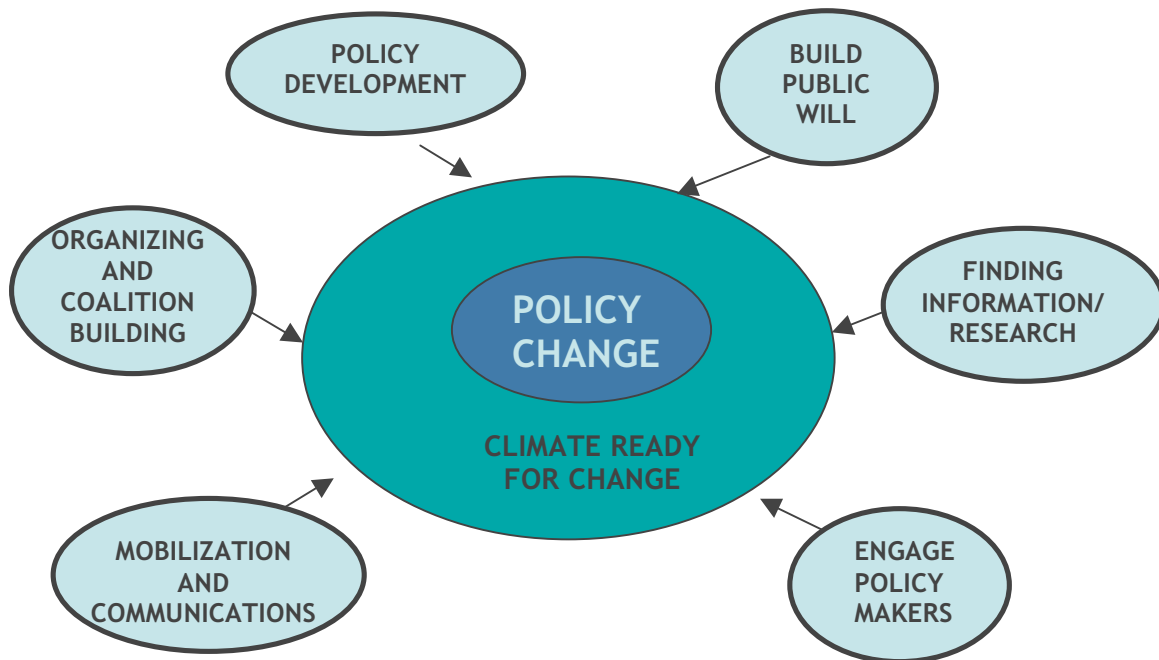 POLICY
DEVELOPMENT
BUILD
PUBLIC
WILL
ORGANIZING
AND
COALITION
BUILDING
FINDING
INFORMATION/
RESEARCH
POLICY
CHANGE
CLIMATE READY
FOR CHANGE
MOBILIZATION
AND
COMMUNICATIONS
ENGAGE
POLICY
MAKERS